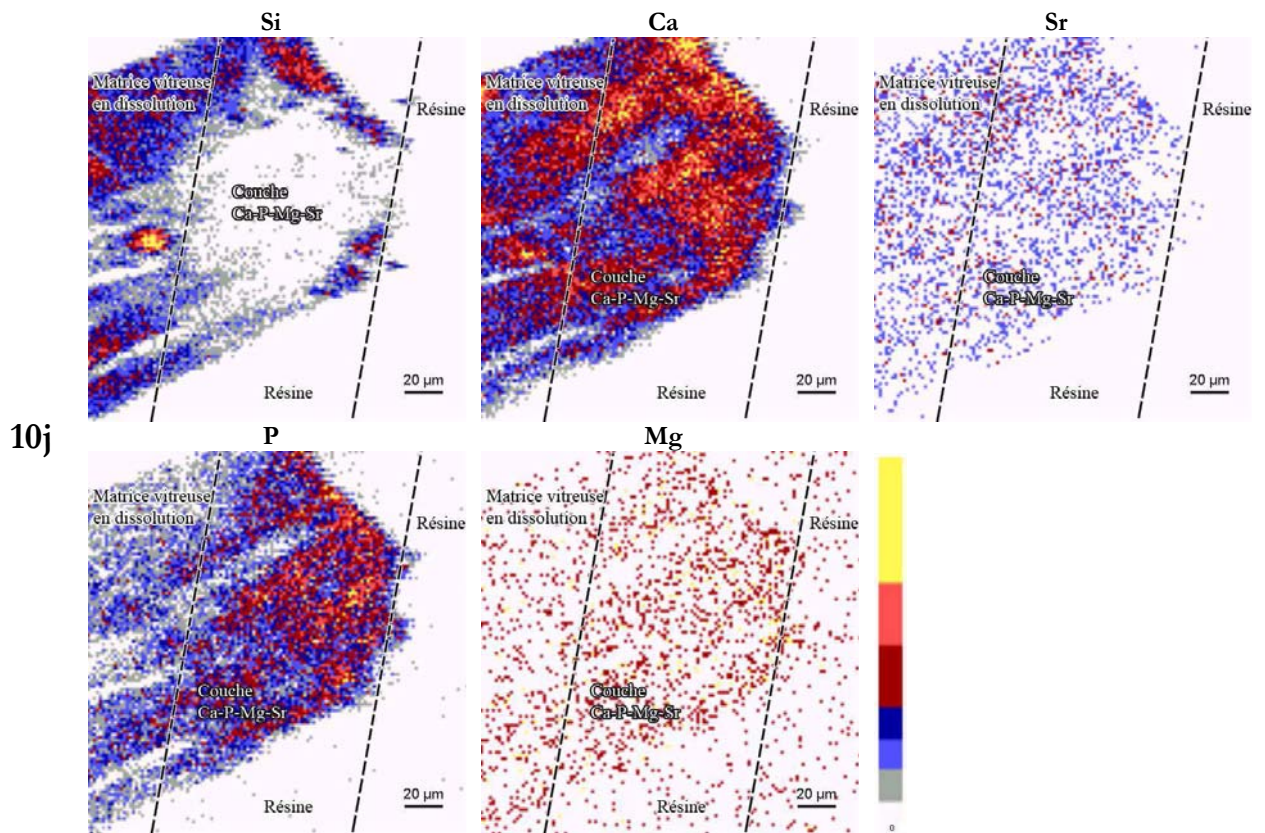 Si
Ca
Sr
Matrice vitreuse
en dissolution
Résine
Couche
Ca-P-Mg-Sr
20 µm
Résine
Matrice vitreuse
en dissolution
Résine
Couche
Ca-P-Mg-Sr
20 µm
Résine
Matrice vitreuse
en dissolution
Résine
Couche
Ca-P-Mg-Sr
20 µm
Résine
10j
P
Mg
Matrice vitreuse
en dissolution
Résine
Couche
Ca-P-Mg-Sr
20 µm
Résine
Matrice vitreuse
en dissolution
Résine
Couche
Ca-P-Mg-Sr
20 µm
Résine
0